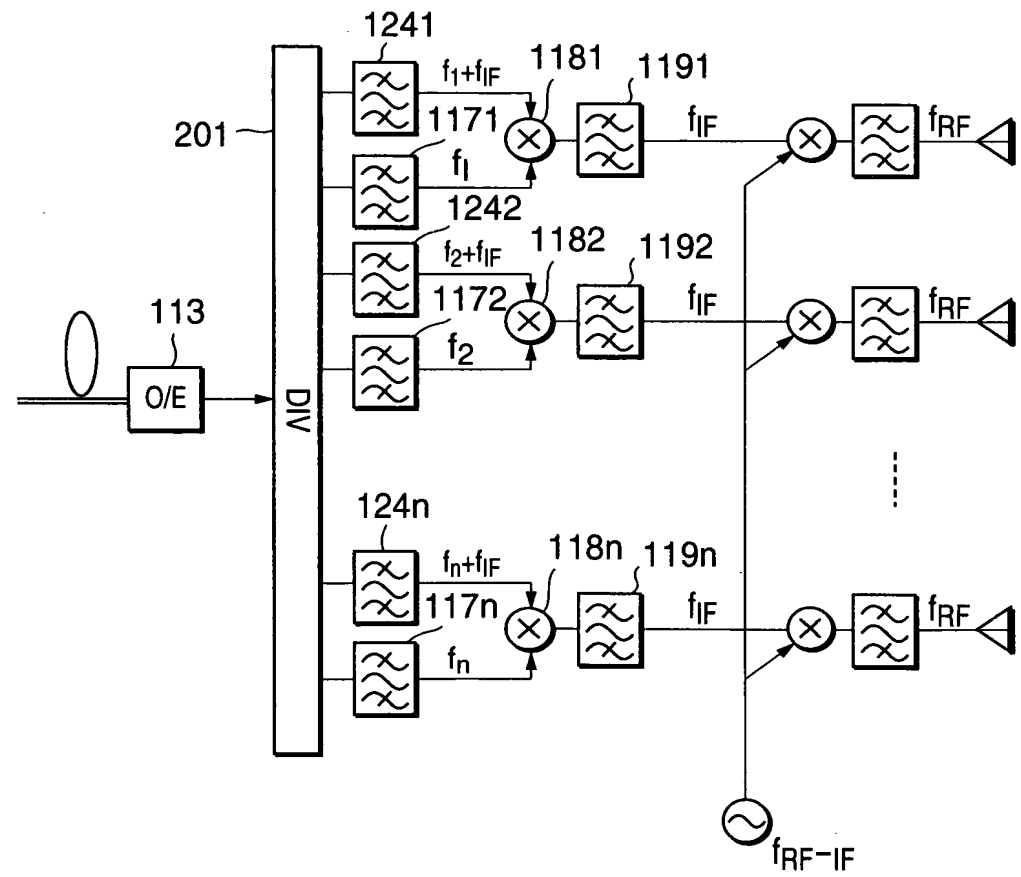 1241
f1+fIF
1181
1191
fIF
fRF
201
1171
f1
1242
f2+fIF
1182
1192
fIF
fRF
1172
f2
113
O/E
DIV
124n
fn+fIF
118n
119n
fIF
fRF
117n
fn
fRF-IF